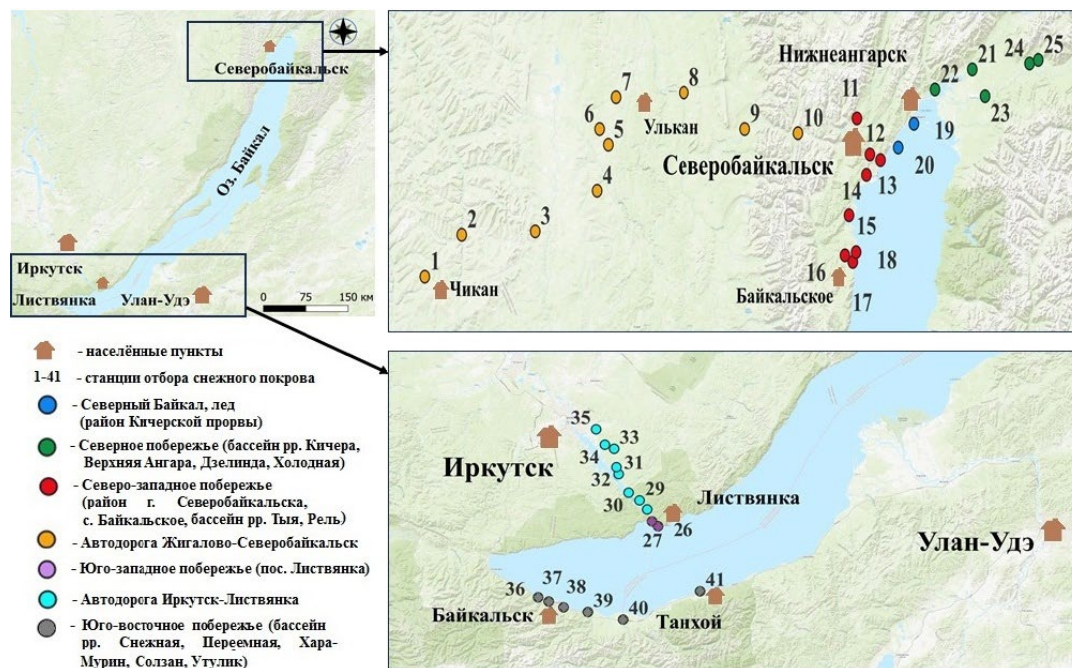 Северобайкальск
Оз. Байкал
Иркутск
Листвянка
Улан-Удэ
0 75 150 км
- населённые пункты
1-41 - станции отбора снежного покрова
- Северный Байкал, лед
(район Кичерской прорвы)
- Северное побережье (бассейн рр. Кичера,
Верхняя Ангара, Дзелинда, Холодная)
- Северо-западное побережье
(район г. Северобайкальска,
с. Байкальское, бассейн рр. Тыя, Рель)
- Автодорога Жигалово-Северобайкальск
- Юго-западное побережье (пос. Листвянка)
- Автодорога Иркутск-Листвянка
- Юго-восточное побережье (бассейн
рр. Снежная, Переемная, Хара-
Мурин, Солзан, Утулик)
Нижнеангарск
21
24
25
22
23
7
8
11
6
5
Улькан
9
10
12
19
Северобайкальск
20
4
13
14
2
3
15
1
Чикан
16
18
Байкальское
17
35
33
Иркутск
34
31
32
30
29
Листвянка
27
26
Улан-Удэ
36
37
38
39
40
41
Байкальск
Танхой